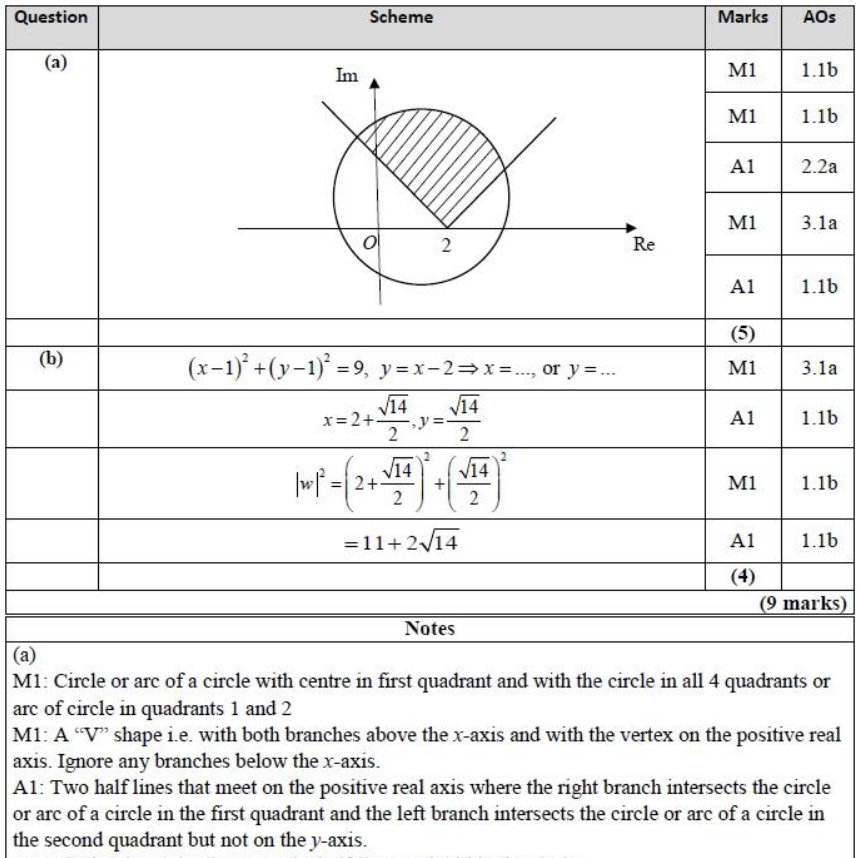 Question Scheme Marks AOs
(a) M1 1.1b
Im
M1 1.1b
A1 2.2a
M1 3.1a
O 2 Re
A1 1.1b
(5)
(b) (x−1)² + (y−1)² = 9, y = x − 2 ⇒ x = ..., or y = ... M1 3.1a
x = 2 + √14/2, y = √14/2 A1 1.1b
|w|² = (2 + √14/2)² + (√14/2)² M1 1.1b
= 11 + 2√14 A1 1.1b
(4)
(9 marks)
Notes
(a)
M1: Circle or arc of a circle with centre in first quadrant and with the circle in all 4 quadrants or
arc of circle in quadrants 1 and 2
M1: A “V” shape i.e. with both branches above the x-axis and with the vertex on the positive real
axis. Ignore any branches below the x-axis.
A1: Two half lines that meet on the positive real axis where the right branch intersects the circle
or arc of a circle in the first quadrant and the left branch intersects the circle or arc of a circle in
the second quadrant but not on the y-axis.